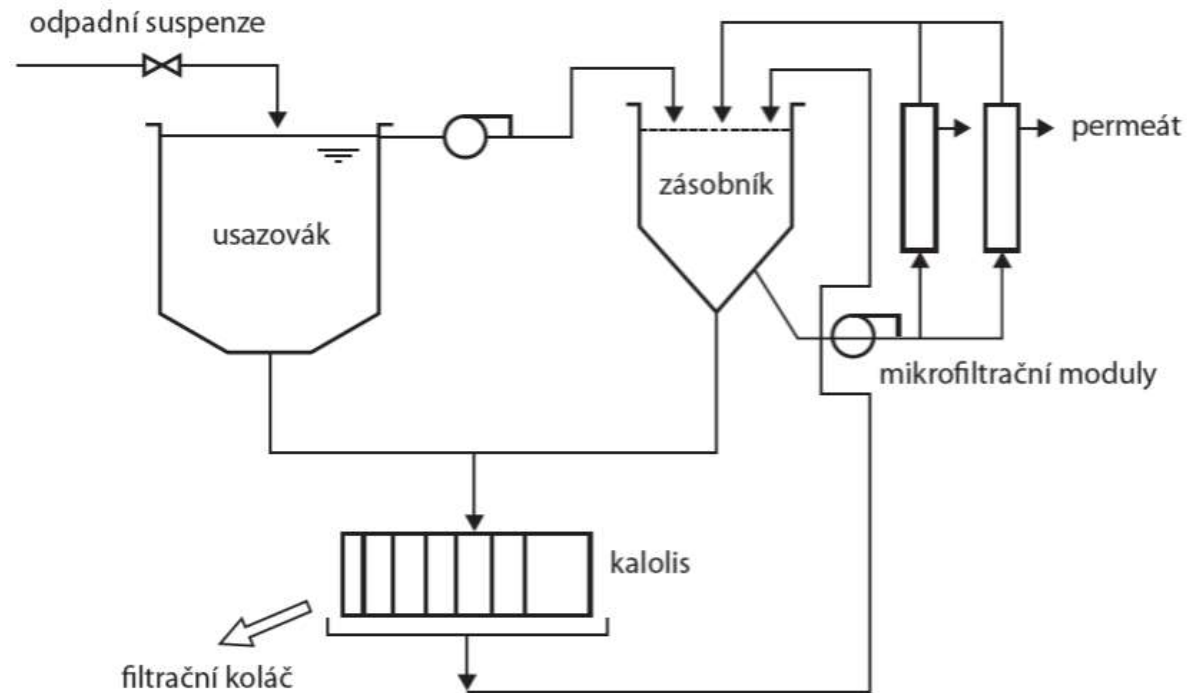 odpadní suspenze
usazovák
zásobník
permeát
mikrofiltrační moduly
kalolis
filtrační koláč